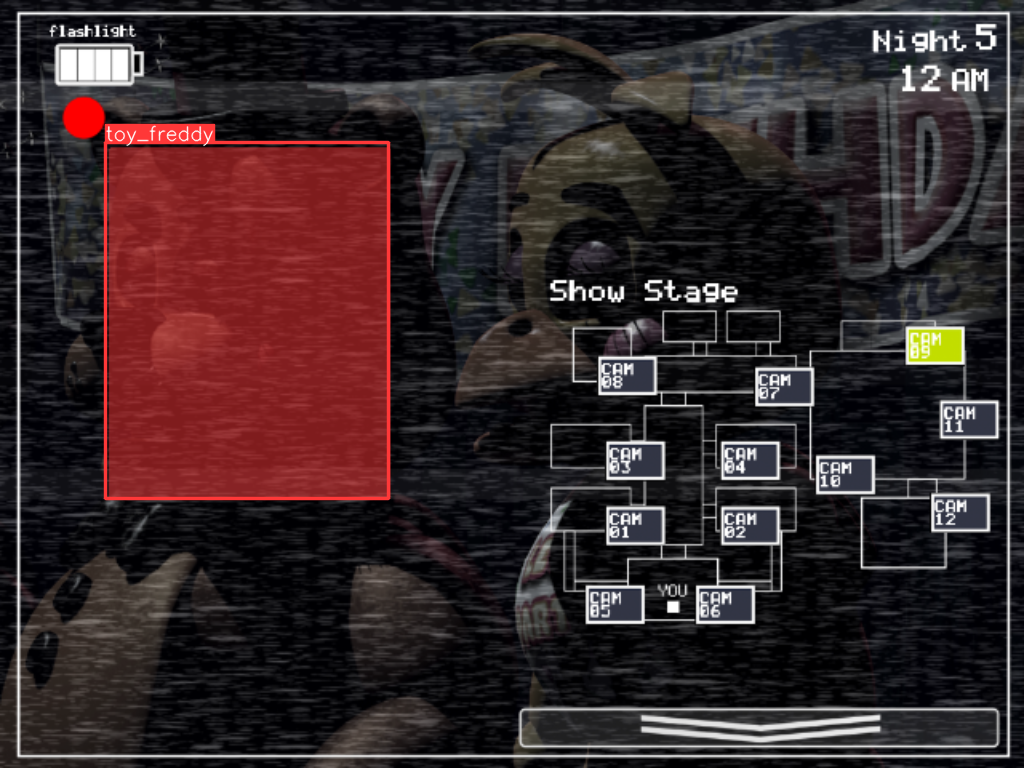 flashlight
Night 5
12 AM
toy_freddy
HD
Show Stage
CAM 09
CAM 08
CAM 07
CAM 11
CAM 03
CAM 04
CAM 10
CAM 12
CAM 01
CAM 02
YOU
CAM 05
CAM 06